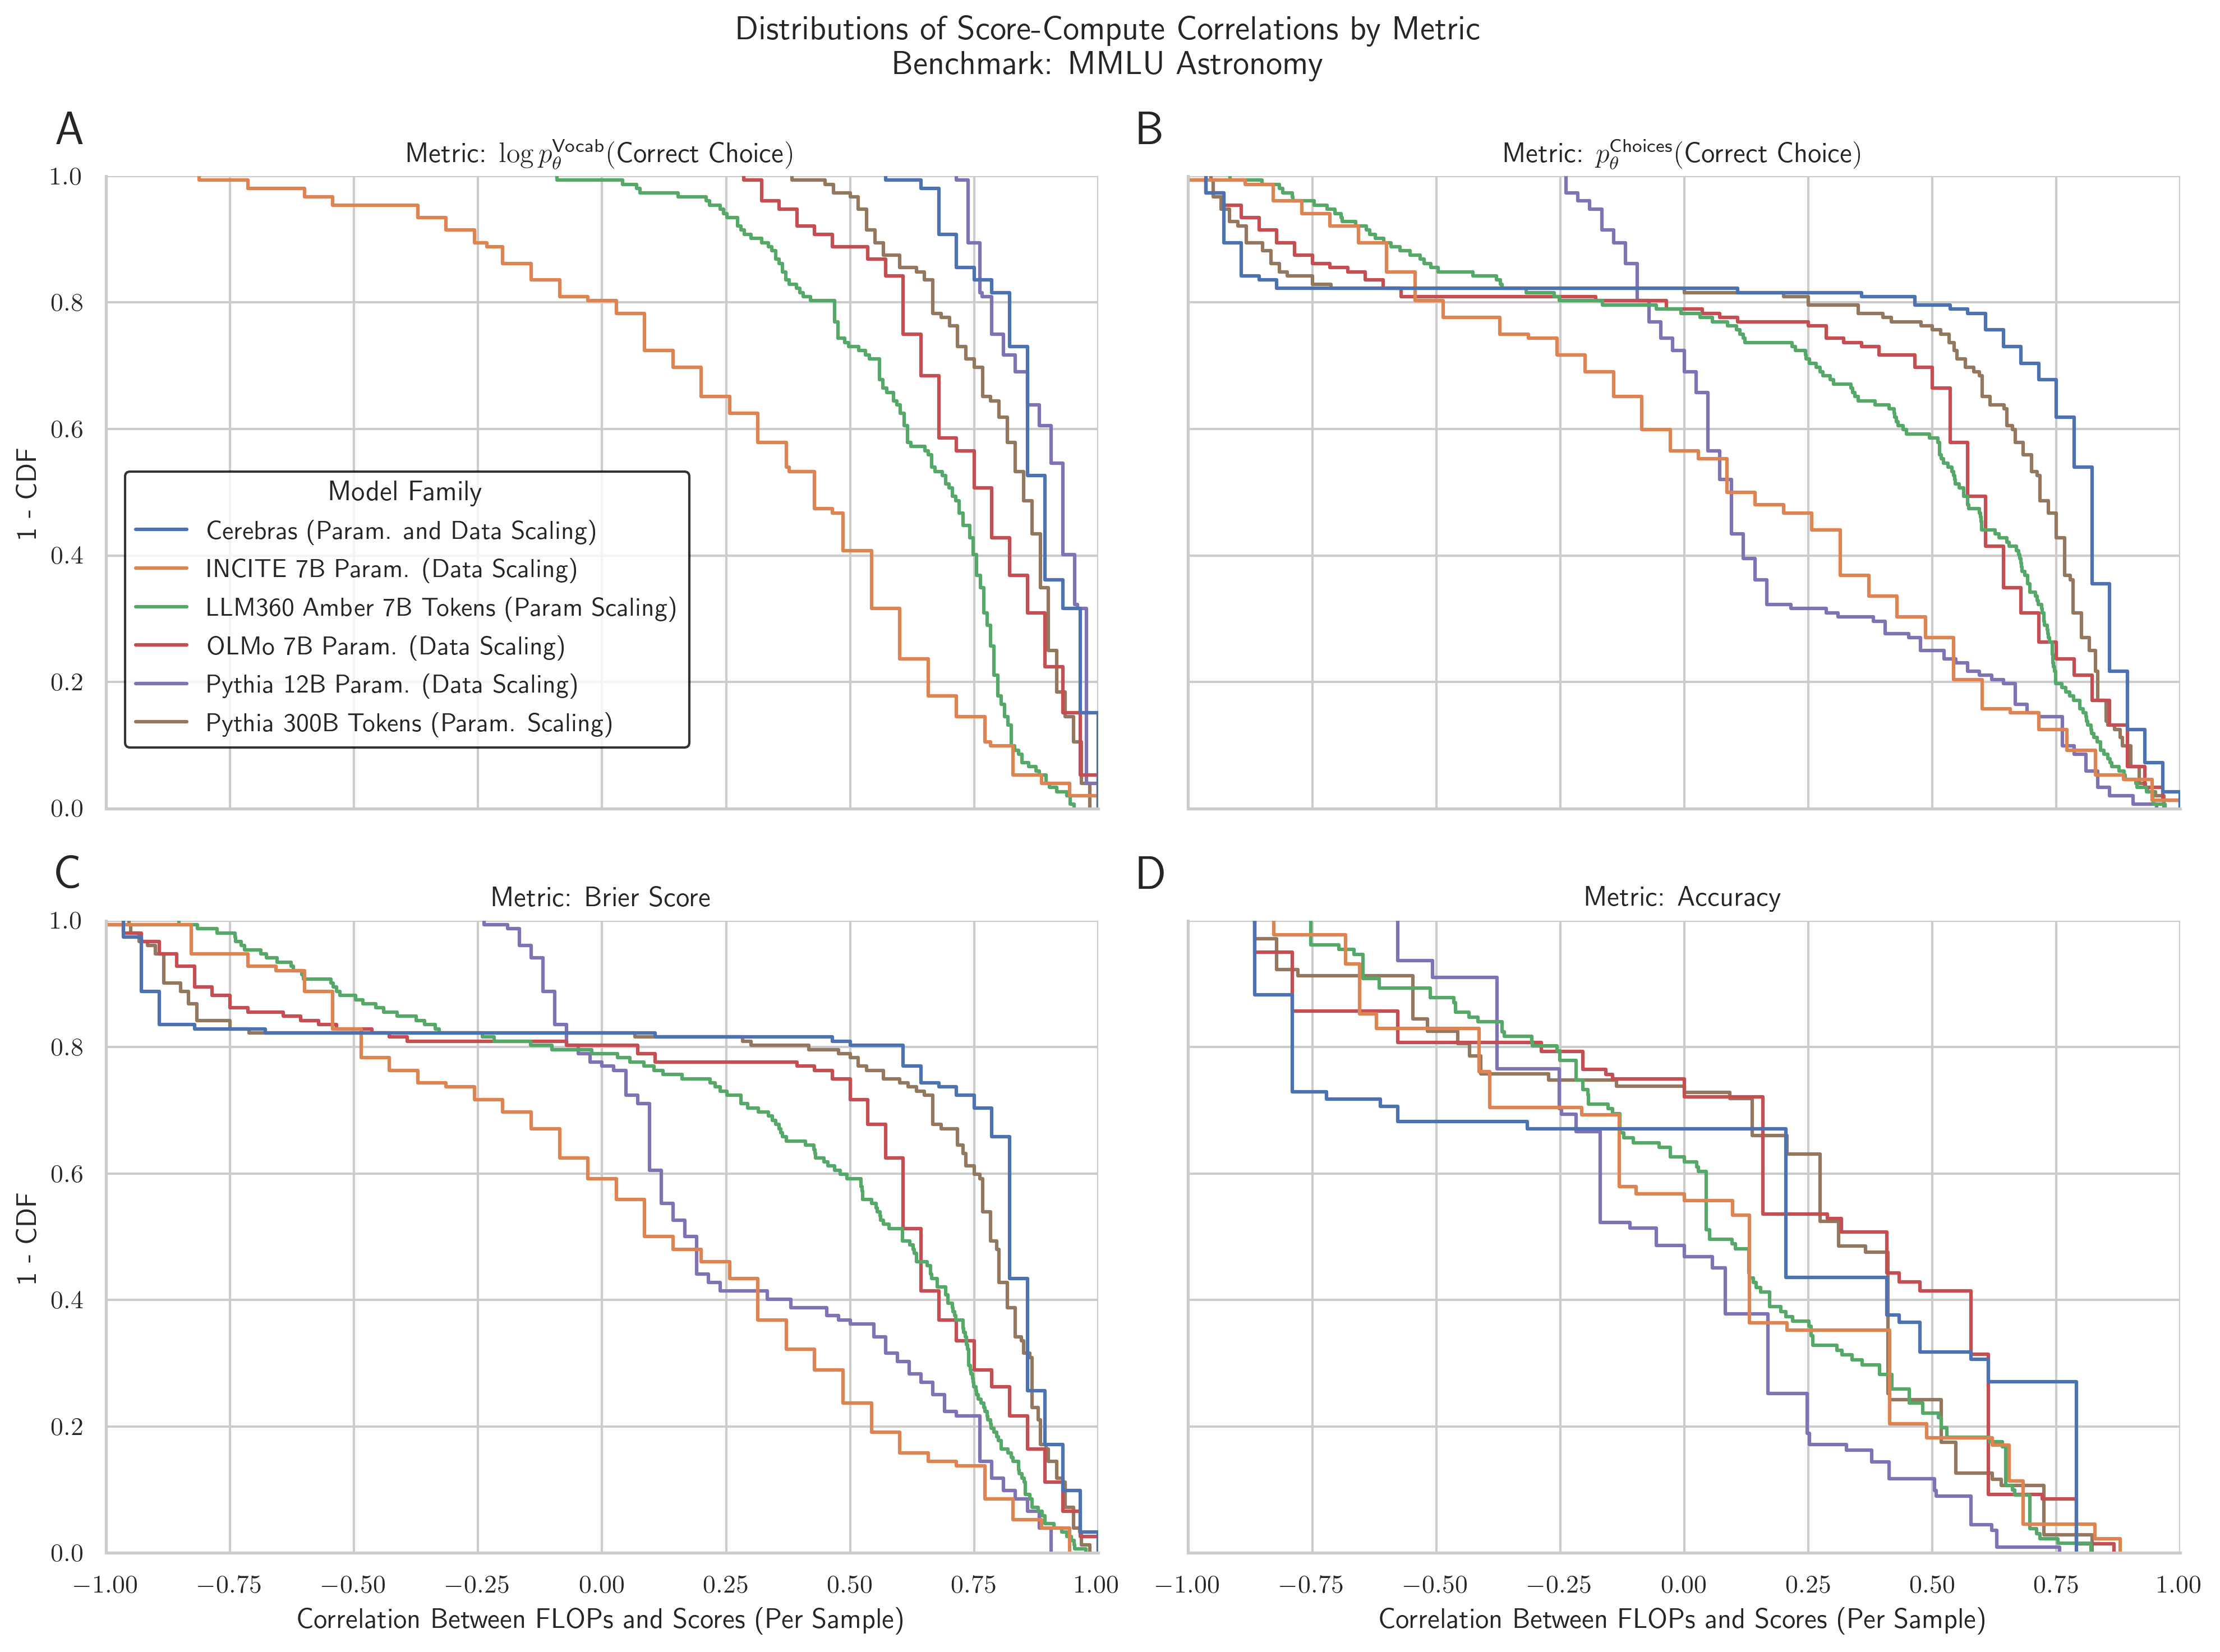 Distributions of Score-Compute Correlations by Metric
Benchmark: MMLU Astronomy
A
Metric: log p_θ^Vocab(Correct Choice)
1.0
0.8
0.6
0.4
0.2
0.0
1 - CDF
Model Family
Cerebras (Param. and Data Scaling)
INCITE 7B Param. (Data Scaling)
LLM360 Amber 7B Tokens (Param Scaling)
OLMo 7B Param. (Data Scaling)
Pythia 12B Param. (Data Scaling)
Pythia 300B Tokens (Param. Scaling)
B
Metric: p_θ^Choices(Correct Choice)
C
Metric: Brier Score
1.0
0.8
0.6
0.4
0.2
0.0
1 - CDF
−1.00 −0.75 −0.50 −0.25 0.00 0.25 0.50 0.75 1.00
Correlation Between FLOPs and Scores (Per Sample)
D
Metric: Accuracy
−1.00 −0.75 −0.50 −0.25 0.00 0.25 0.50 0.75 1.00
Correlation Between FLOPs and Scores (Per Sample)